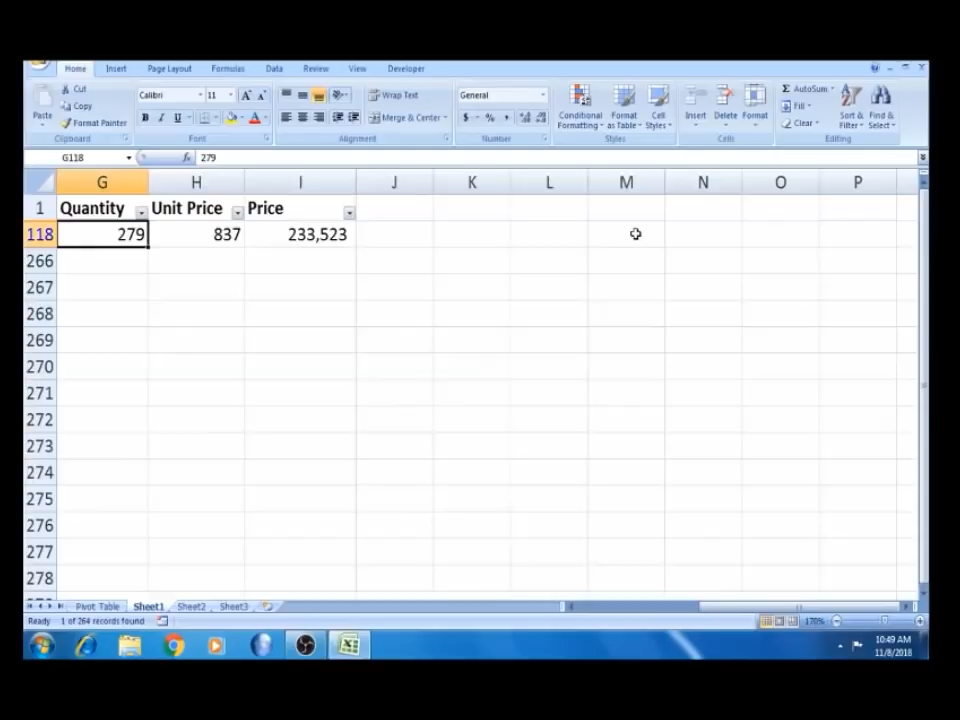 Home Insert Page Layout Formulas Data Review View Developer
Cut
Copy
Format Painter
Paste
Calibri 11
B I U
Wrap Text
Merge & Center
General
$ % ,
Conditional Formatting
Format as Table
Cell Styles
Insert Delete Format
Σ AutoSum
Fill
Clear
Sort & Filter
Find & Select
Clipboard Font Alignment Number Styles Cells Editing
G118 fx 279
G H I J K L M N O P
1 Quantity Unit Price Price
118 279 837 233,523
266
267
268
269
270
271
272
273
274
275
276
277
278
Pivot Table Sheet1 Sheet2 Sheet3
Ready 1 of 264 records found 170%
10:49 AM
11/8/2018